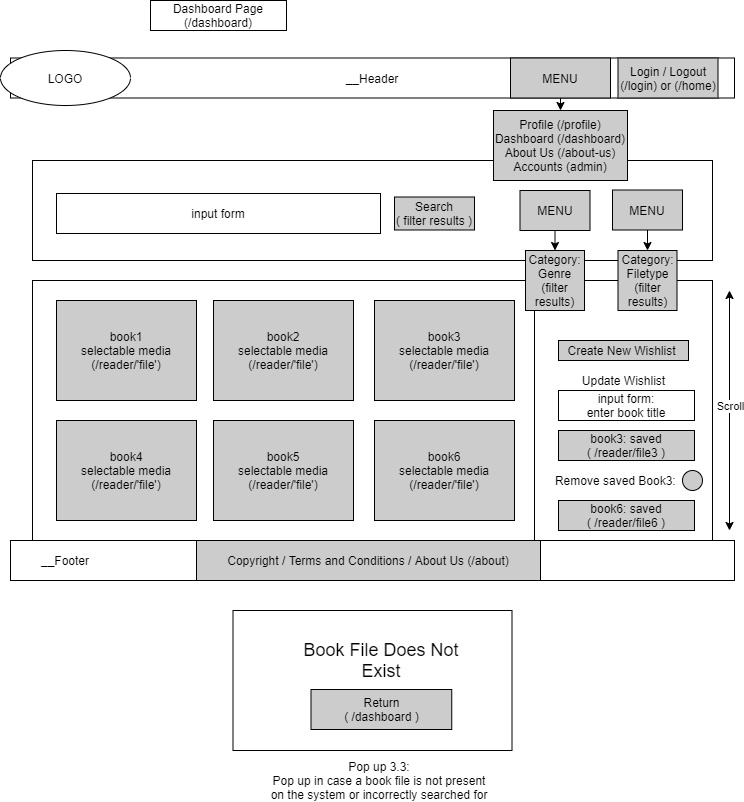 Dashboard Page
(/dashboard)
LOGO
__Header
MENU
Login / Logout
(/login) or (/home)
Profile (/profile)
Dashboard (/dashboard)
About Us (/about-us)
Accounts (admin)
input form
Search
( filter results )
MENU
MENU
Category:
Genre
(filter
results)
Category:
Filetype
(filter
results)
book1
selectable media
(/reader/'file')
book2
selectable media
(/reader/'file')
book3
selectable media
(/reader/'file')
book4
selectable media
(/reader/'file')
book5
selectable media
(/reader/'file')
book6
selectable media
(/reader/'file')
Create New Wishlist
Update Wishlist
input form:
enter book title
book3: saved
( /reader/file3 )
Remove saved Book3:
book6: saved
( /reader/file6 )
Scroll
__Footer
Copyright / Terms and Conditions / About Us (/about)
Book File Does Not
Exist
Return
( /dashboard )
Pop up 3.3:
Pop up in case a book file is not present
on the system or incorrectly searched for